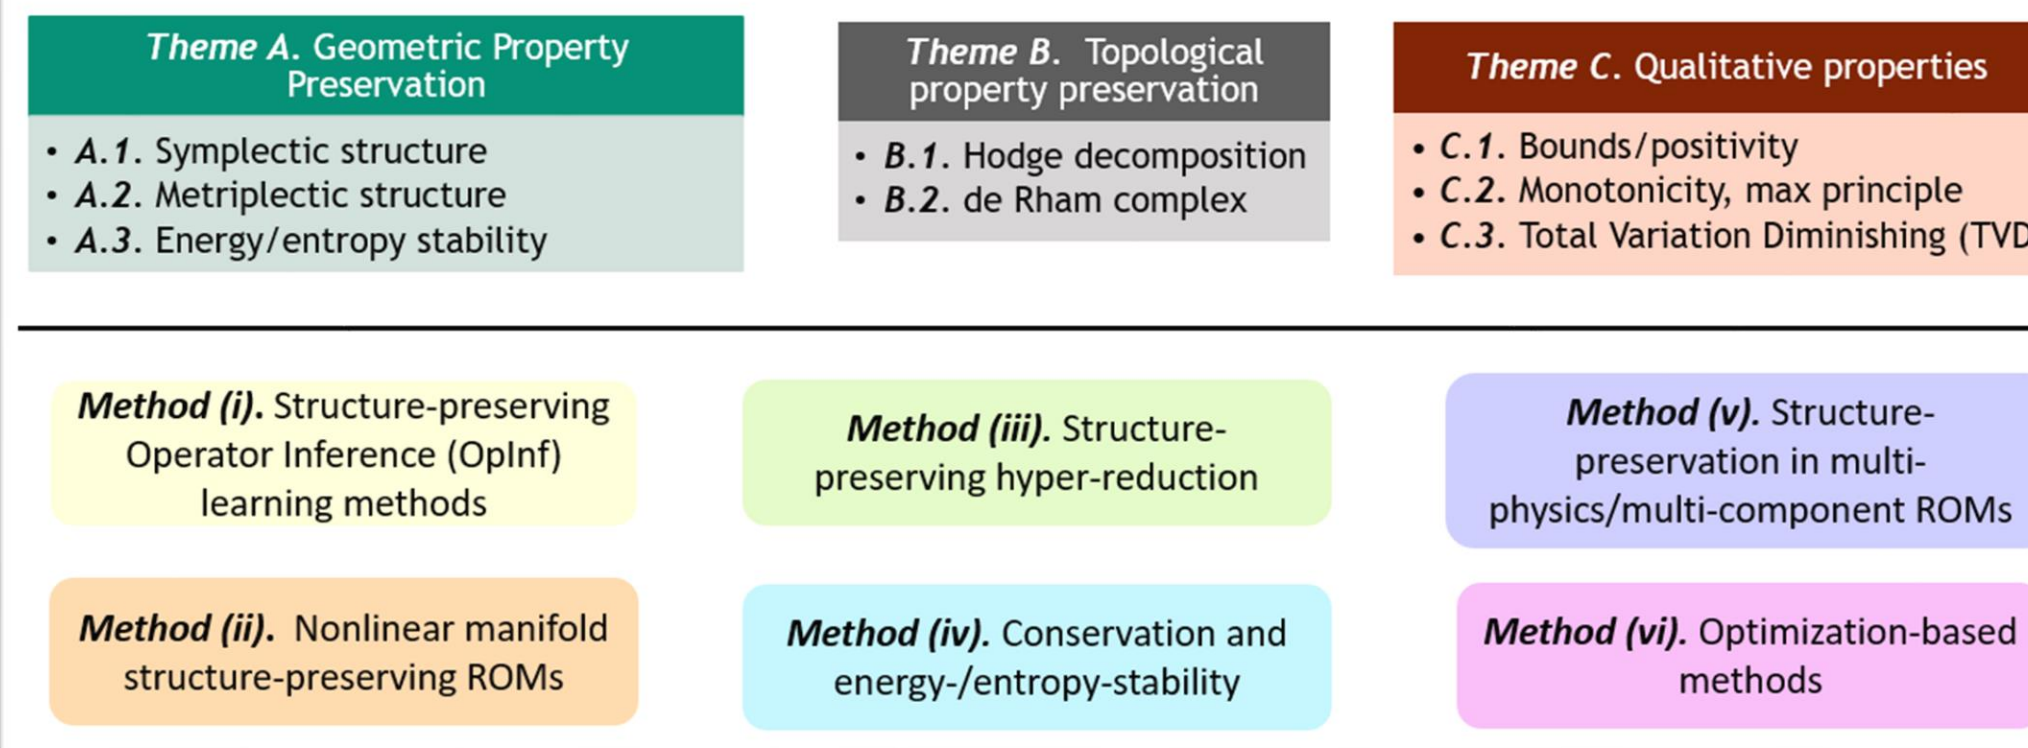 Theme A. Geometric Property
Preservation
• A.1. Symplectic structure
• A.2. Metriplectic structure
• A.3. Energy/entropy stability
Theme B. Topological
property preservation
• B.1. Hodge decomposition
• B.2. de Rham complex
Theme C. Qualitative properties
• C.1. Bounds/positivity
• C.2. Monotonicity, max principle
• C.3. Total Variation Diminishing (TVD
Method (i). Structure-preserving
Operator Inference (OpInf)
learning methods
Method (iii). Structure-
preserving hyper-reduction
Method (v). Structure-
preservation in multi-
physics/multi-component ROMs
Method (ii). Nonlinear manifold
structure-preserving ROMs
Method (iv). Conservation and
energy-/entropy-stability
Method (vi). Optimization-based
methods